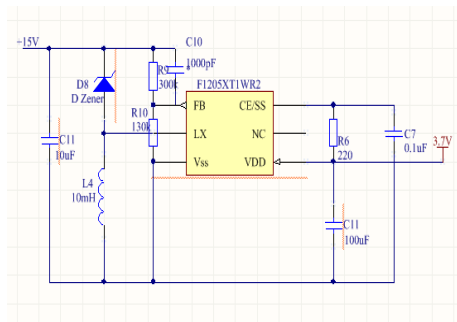 +15V
C10
1000pF
R9
300k
D8
D Zener
F1205XT1WR2
FB
CE/SS
R10
130k
LX
NC
R6
220
C7
0.1uF
3.7V
C11
10uF
Vss
VDD
L4
10mH
C11
100uF